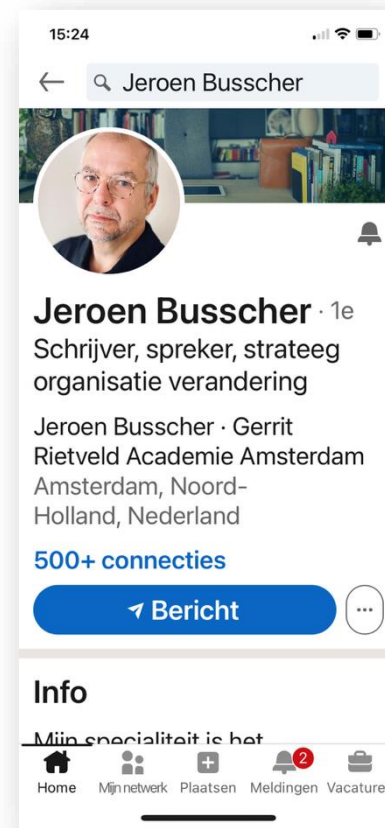 15:24
Jeroen Busscher
Jeroen Busscher · 1e
Schrijver, spreker, strateeg
organisatie verandering
Jeroen Busscher · Gerrit
Rietveld Academie Amsterdam
Amsterdam, Noord-
Holland, Nederland
500+ connecties
Bericht
Info
Mijn specialiteit is het
2
Home Mijn netwerk Plaatsen Meldingen Vacature